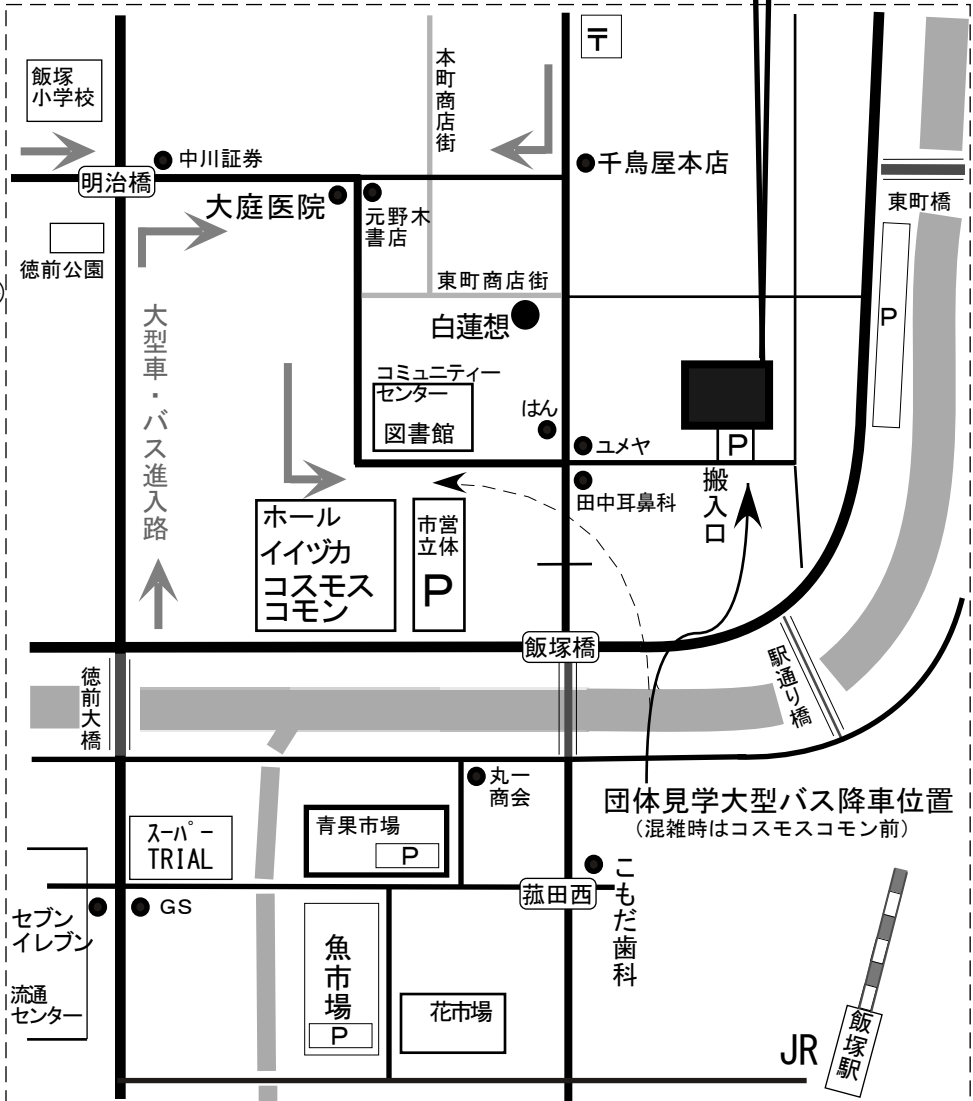 〒
飯塚
小学校
本町商店街
中川証券
千鳥屋本店
明治橋
大庭医院
元野木
書店
東町橋
徳前公園
東町商店街
P
大型車・バス進入路
白蓮想
コミュニティー
センター
図書館
はん
ユメヤ
P
搬入口
田中耳鼻科
ホール
イイヅカ
コスモス
コモン
市営
立体
P
飯塚橋
徳前大橋
駅通り橋
丸一
商会
団体見学大型バス降車位置
(混雑時はコスモスコモン前)
スーパー
TRIAL
青果市場
P
こもだ歯科
菰田西
セブン
イレブン
GS
流通
センター
魚市場
P
花市場
JR
飯塚駅